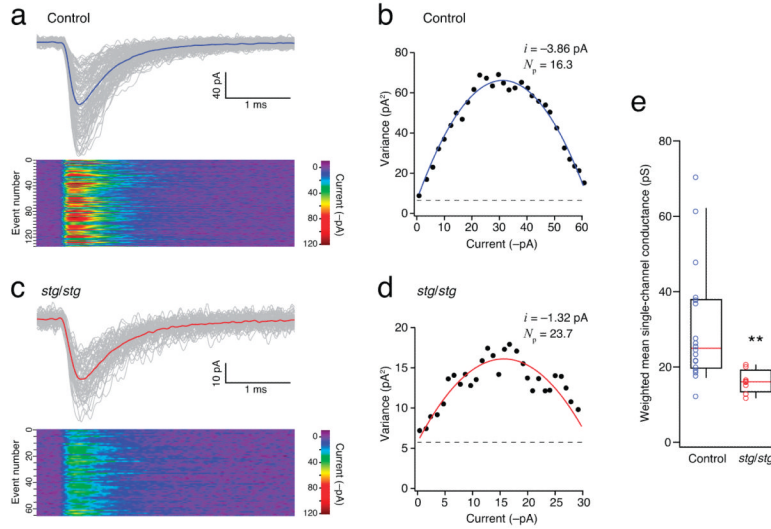 a
Control
40 pA
1 ms
Event number
0
40
80
120
0
40
80
120
Current (–pA)
b
Control
i = –3.86 pA
Np = 16.3
Variance (pA²)
80
60
40
20
0
0 10 20 30 40 50 60
Current (–pA)
c
stg/stg
10 pA
1 ms
Event number
0
20
40
60
0
40
80
120
Current (–pA)
d
stg/stg
i = –1.32 pA
Np = 23.7
Variance (pA²)
20
15
10
5
0
0 5 10 15 20 25 30
Current (–pA)
e
Weighted mean single-channel conductance (pS)
80
60
40
20
0
**
Control stg/stg